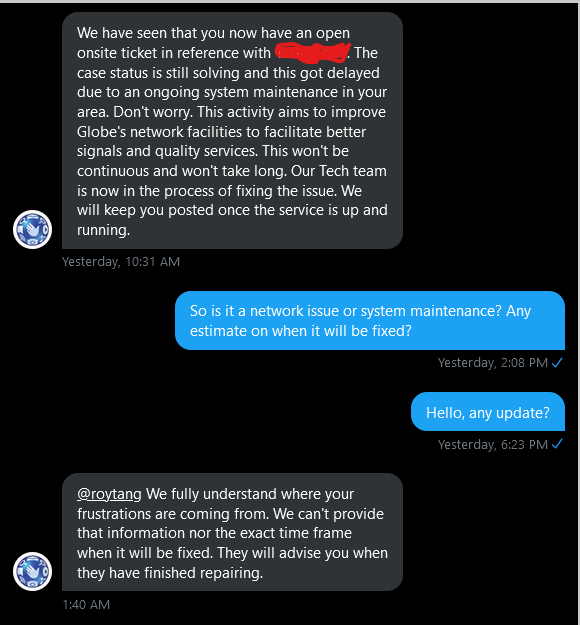 We have seen that you now have an open
onsite ticket in reference with . The
case status is still solving and this got delayed
due to an ongoing system maintenance in your
area. Don't worry. This activity aims to improve
Globe's network facilities to facilitate better
signals and quality services. This won't be
continuous and won't take long. Our Tech team
is now in the process of fixing the issue. We
will keep you posted once the service is up and
running.
Yesterday, 10:31 AM
So is it a network issue or system maintenance? Any
estimate on when it will be fixed?
Yesterday, 2:08 PM
Hello, any update?
Yesterday, 6:23 PM
@roytang We fully understand where your
frustrations are coming from. We can't provide
that information nor the exact time frame
when it will be fixed. They will advise you when
they have finished repairing.
1:40 AM